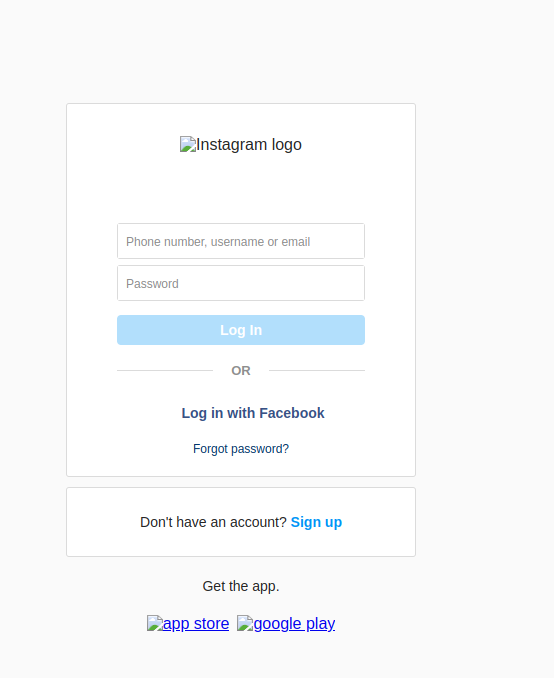 Instagram logo
Phone number, username or email
Password
Log In
OR
Log in with Facebook
Forgot password?
Don't have an account? Sign up
Get the app.
app store google play